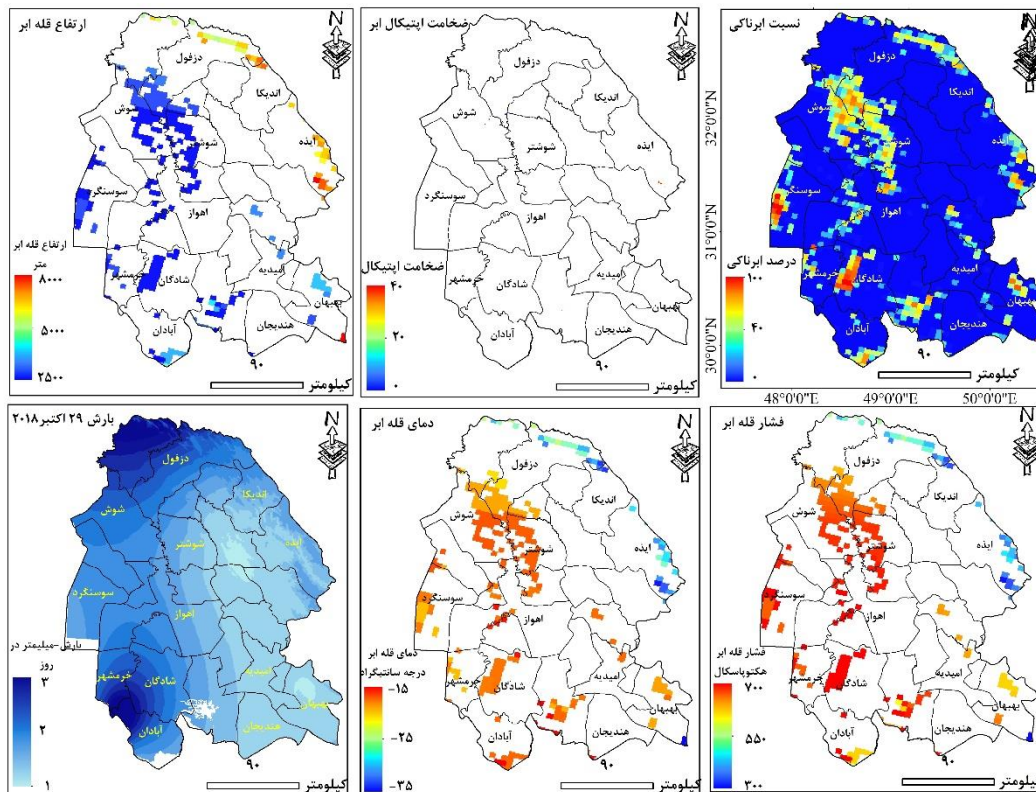 ارتفاع قله ابر
N
دزفول
اندیکا
شوش
شوشتر
ایذه
سوسنگرد
اهواز
ارتفاع قله ابر
متر
۸۰۰۰
۵۰۰۰
۲۵۰۰
امیدیه
خرمشهر
شادگان
بهبهان
آبادان
هندیجان
۹۰
کیلومتر
ضخامت اپتیکال ابر
N
دزفول
اندیکا
شوش
شوشتر
ایذه
سوسنگرد
اهواز
ضخامت اپتیکال
۴۰
۲۰
۰
امیدیه
خرمشهر
شادگان
بهبهان
آبادان
هندیجان
۹۰
کیلومتر
نسبت ابرناکی
N
دزفول
اندیکا
شوش
شوشتر
ایذه
سوسنگرد
اهواز
درصد ابرناکی
۱۰۰
۴۰
۰
امیدیه
خرمشهر
شادگان
بهبهان
آبادان
هندیجان
۹۰
کیلومتر
32°0'0"N
31°0'0"N
30°0'0"N
48°0'0"E
49°0'0"E
50°0'0"E
بارش ۲۹ اکتبر ۲۰۱۸
N
دزفول
اندیکا
شوش
شوشتر
ایذه
سوسنگرد
اهواز
بارش-میلیمتر در
روز
۳
۲
۱
امیدیه
خرمشهر
شادگان
بهبهان
آبادان
هندیجان
۹۰
کیلومتر
دمای قله ابر
N
دزفول
اندیکا
شوش
شوشتر
ایذه
سوسنگرد
اهواز
دمای قله ابر
درجه سانتیگراد
-۱۵
-۲۵
-۳۵
امیدیه
خرمشهر
شادگان
بهبهان
آبادان
هندیجان
۹۰
کیلومتر
فشار قله ابر
N
دزفول
اندیکا
شوش
شوشتر
ایذه
سوسنگرد
اهواز
فشار قله ابر
هکتوپاسکال
۷۰۰
۵۵۰
۳۰۰
امیدیه
خرمشهر
شادگان
بهبهان
آبادان
هندیجان
۹۰
کیلومتر